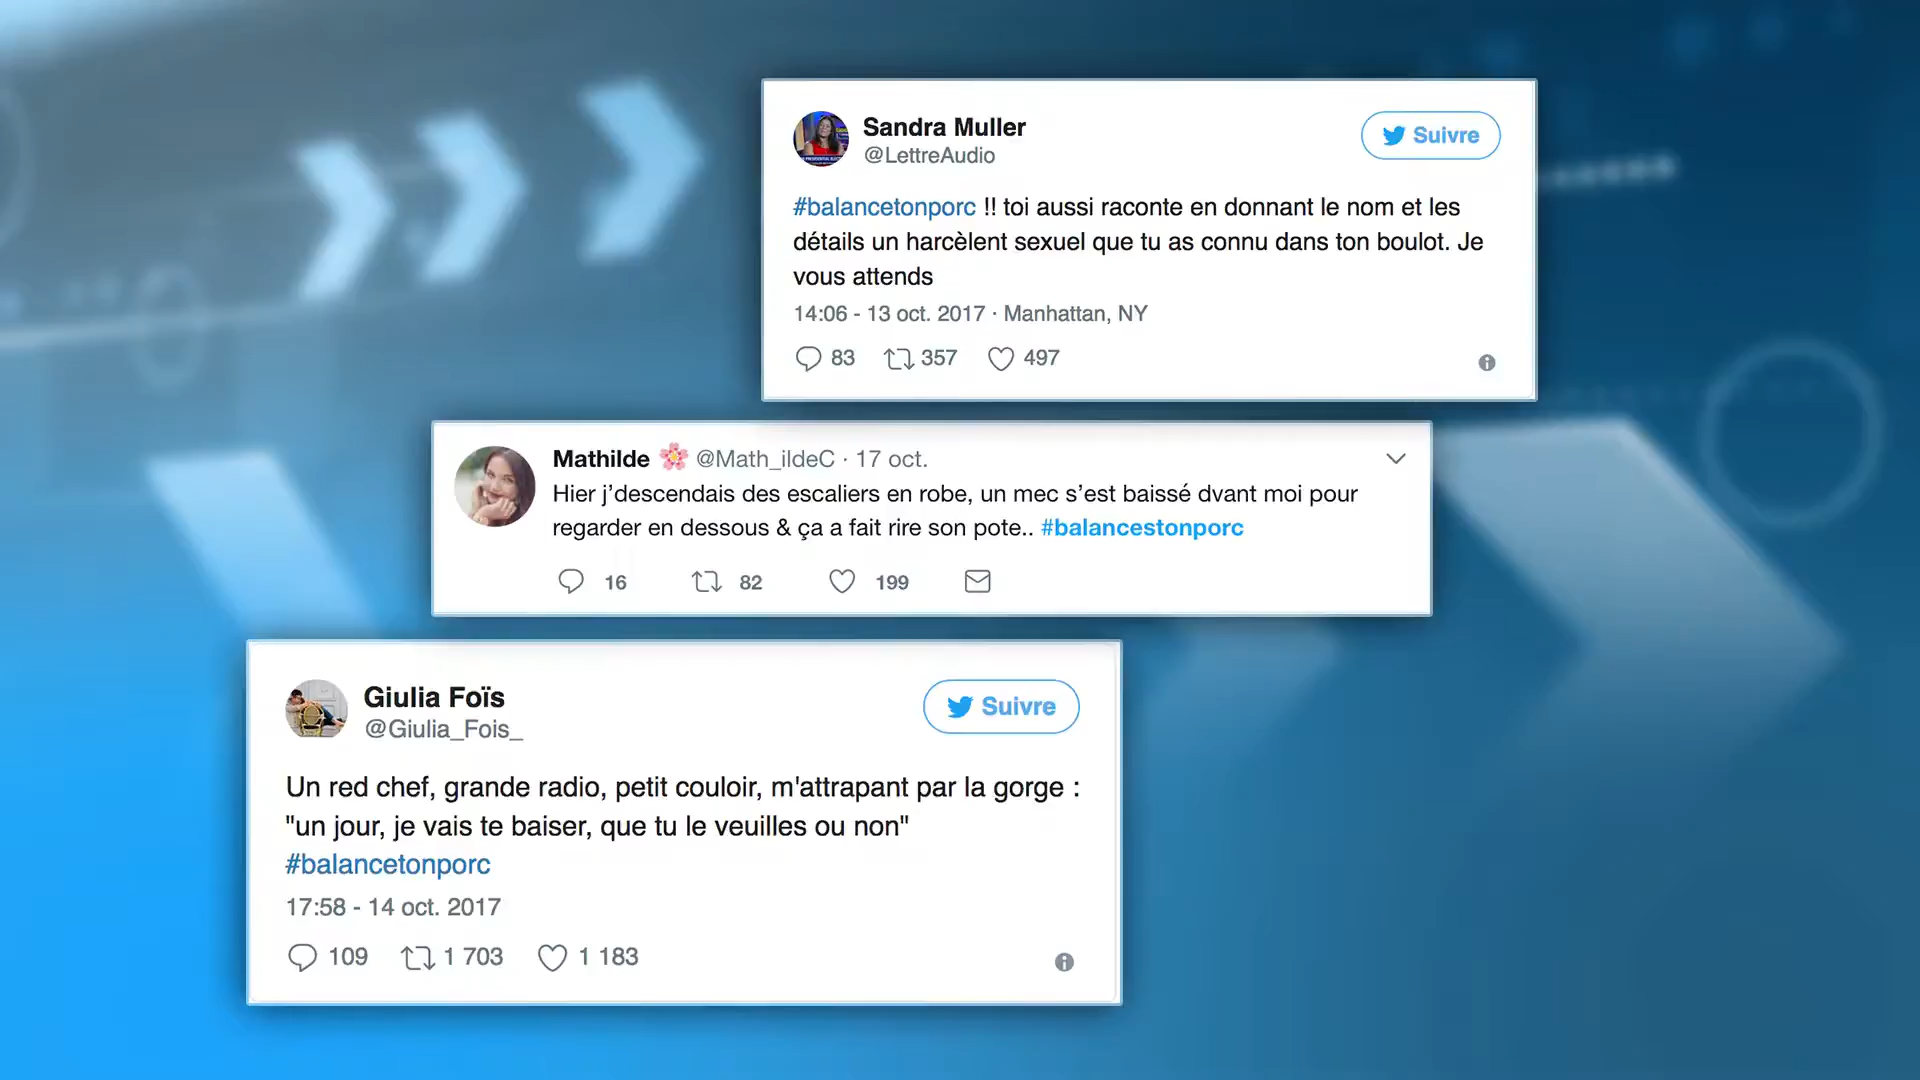 Sandra Muller
@LettreAudio
Suivre
#balancetonporc !! toi aussi raconte en donnant le nom et les
détails un harcèlent sexuel que tu as connu dans ton boulot. Je
vous attends
14:06 - 13 oct. 2017 · Manhattan, NY
83 357 497
Mathilde 🌸 @Math_ildeC · 17 oct.
Hier j’descendais des escaliers en robe, un mec s’est baissé dvant moi pour
regarder en dessous & ça a fait rire son pote.. #balancestonporc
16 82 199
Giulia Foïs
@Giulia_Fois_
Suivre
Un red chef, grande radio, petit couloir, m'attrapant par la gorge :
"un jour, je vais te baiser, que tu le veuilles ou non"
#balancetonporc
17:58 - 14 oct. 2017
109 1 703 1 183